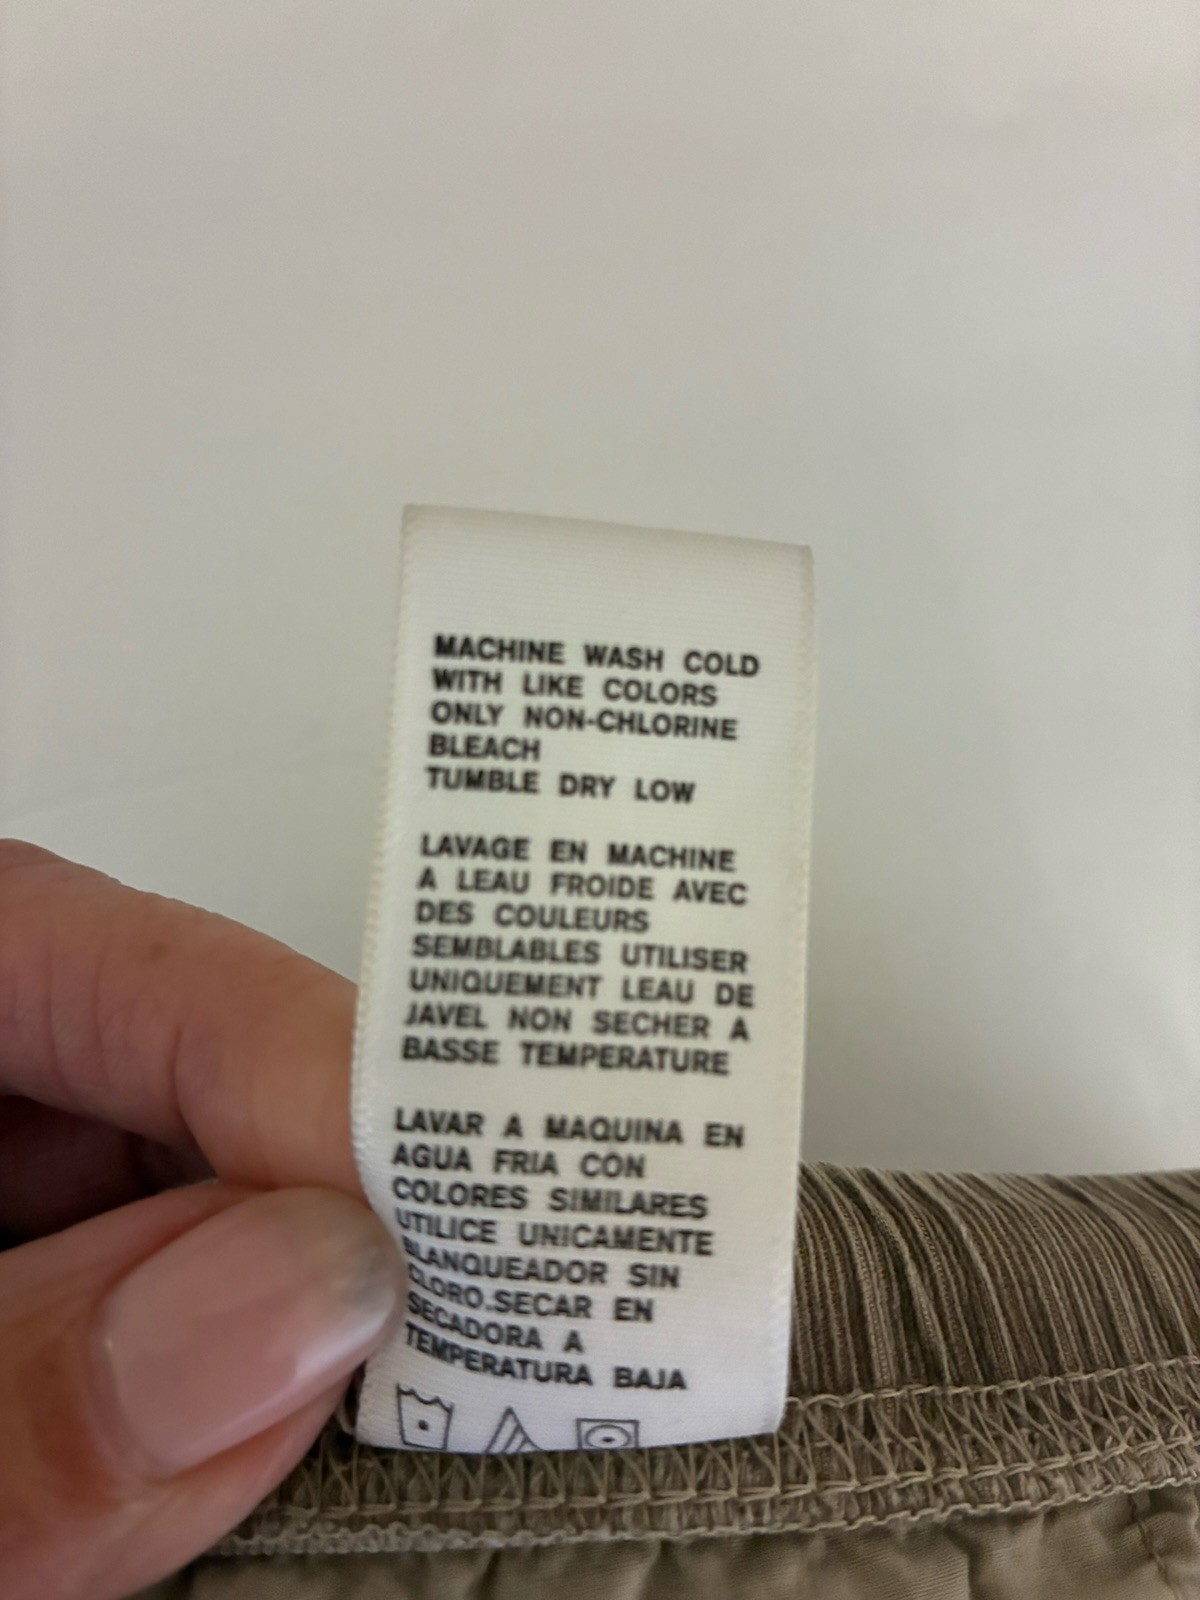 MACHINE WASH COLD
WITH LIKE COLORS
ONLY NON-CHLORINE
BLEACH
TUMBLE DRY LOW
LAVAGE EN MACHINE
A LEAU FROIDE AVEC
DES COULEURS
SEMBLABLES UTILISER
UNIQUEMENT LEAU DE
JAVEL NON SECHER A
BASSE TEMPERATURE
LAVAR A MAQUINA EN
AGUA FRIA CON
COLORES SIMILARES
UTILICE UNICAMENTE
BLANQUEADOR SIN
CLORO.SECAR EN
SECADORA A
TEMPERATURA BAJA